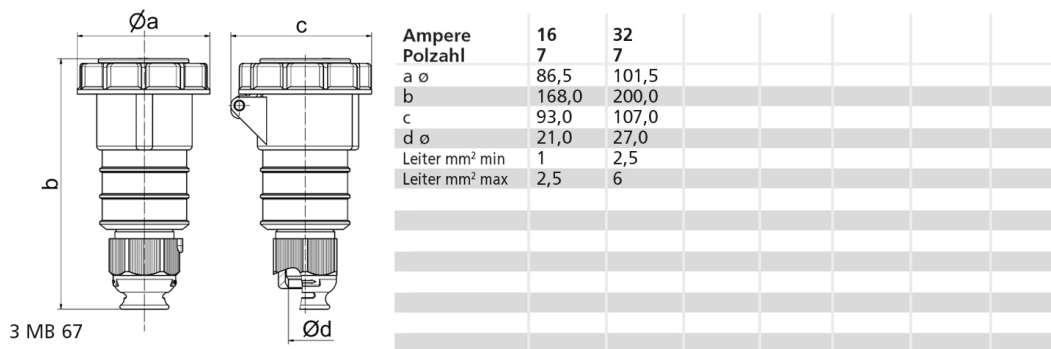 Øa
c
b
Ød
3 MB 67
Ampere 16 32
Polzahl 7 7
a ø 86,5 101,5
b 168,0 200,0
c 93,0 107,0
d ø 21,0 27,0
Leiter mm² min 1 2,5
Leiter mm² max 2,5 6